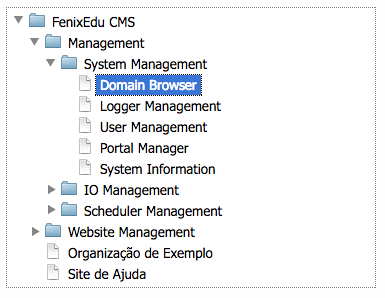 FenixEdu CMS
Management
System Management
Domain Browser
Logger Management
User Management
Portal Manager
System Information
IO Management
Scheduler Management
Website Management
Organização de Exemplo
Site de Ajuda